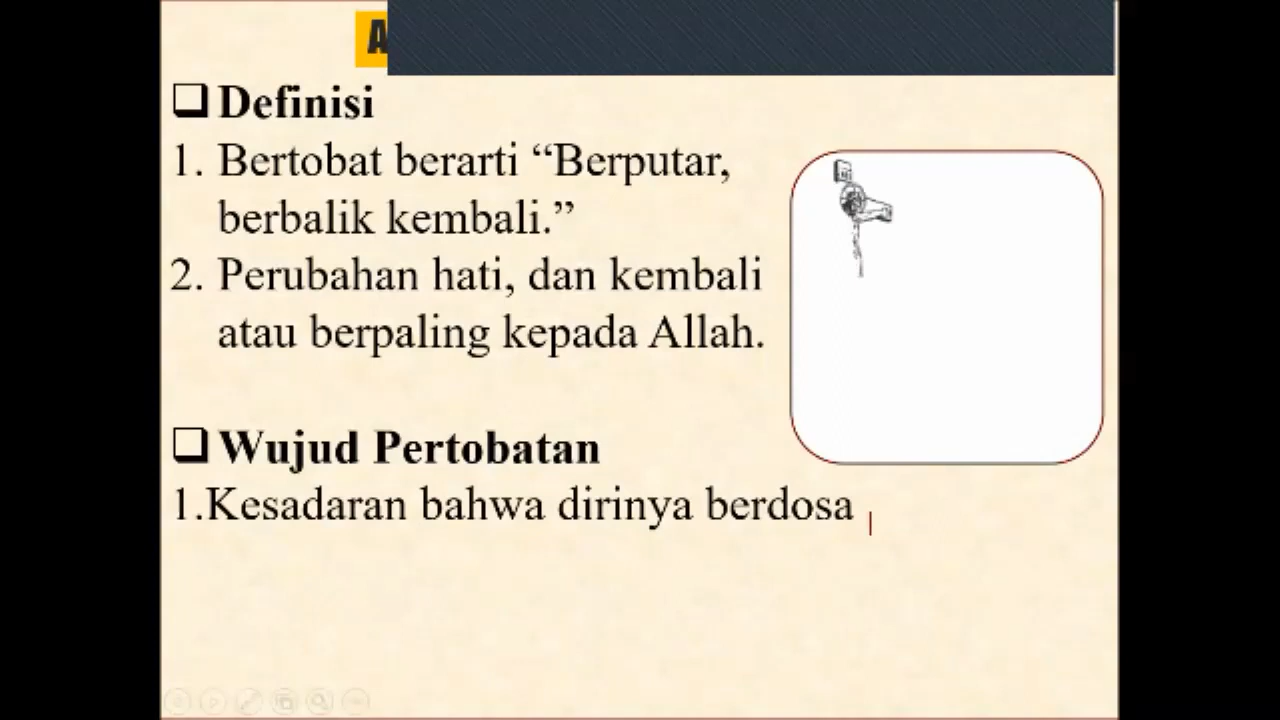 A
Definisi
1. Bertobat berarti “Berputar,
berbalik kembali.”
2. Perubahan hati, dan kembali
atau berpaling kepada Allah.
Wujud Pertobatan
1.Kesadaran bahwa dirinya berdosa